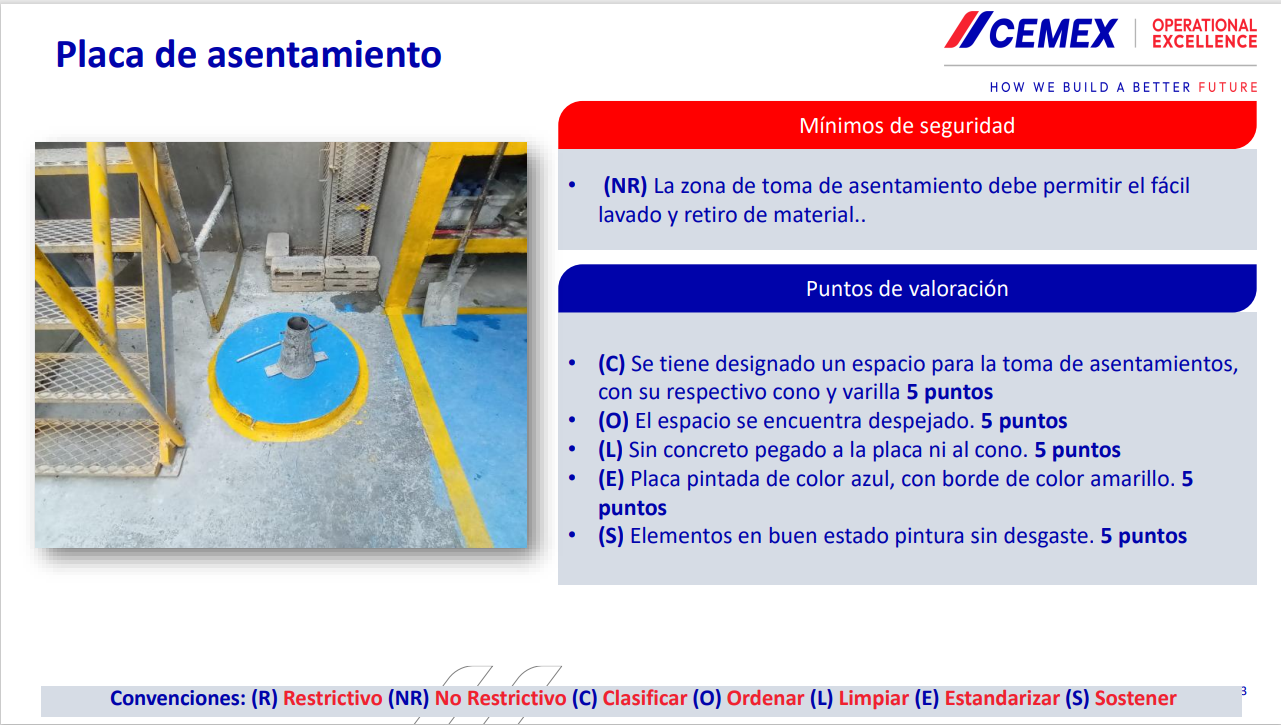 Placa de asentamiento
CEMEX
OPERATIONAL
EXCELLENCE
HOW WE BUILD A BETTER FUTURE
Mínimos de seguridad
• (NR) La zona de toma de asentamiento debe permitir el fácil
lavado y retiro de material..
Puntos de valoración
• (C) Se tiene designado un espacio para la toma de asentamientos,
con su respectivo cono y varilla 5 puntos
• (O) El espacio se encuentra despejado. 5 puntos
• (L) Sin concreto pegado a la placa ni al cono. 5 puntos
• (E) Placa pintada de color azul, con borde de color amarillo. 5
puntos
• (S) Elementos en buen estado pintura sin desgaste. 5 puntos
Convenciones: (R) Restrictivo (NR) No Restrictivo (C) Clasificar (O) Ordenar (L) Limpiar (E) Estandarizar (S) Sostener
3